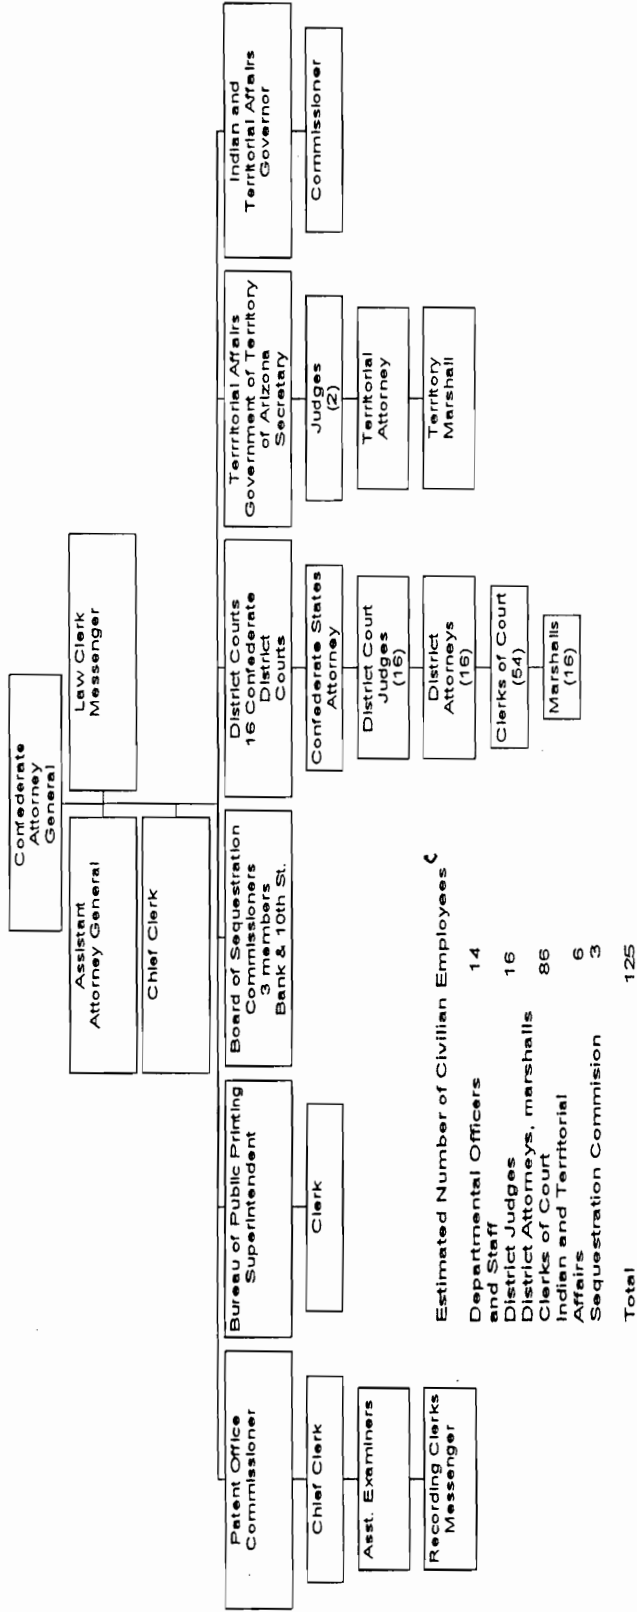 Confederate
Attorney
General
Assistant
Attorney General
Law Clerk
Messenger
Chief Clerk
Patent Office
Commissioner
Chief Clerk
Asst. Examiners
Recording Clerks
Messenger
Bureau of Public Printing
Superintendent
Clerk
Board of Sequestration
Commissioners
3 members
Bank & 10th St.
District Courts
16 Confederate
District
Courts
Confederate States
Attorney
District Court
Judges
(16)
District
Attorneys
(16)
Clerks of Court
(54)
Marshalls
(16)
Terrritorial Affairs
Government of Territory
of Arizona
Secretary
Judges
(2)
Territorial
Attorney
Territory
Marshall
Indian and
Territorial Affairs
Governor
Commissioner
Estimated Number of Civilian Employees c
Departmental Officers 14
and Staff
District Judges 16
District Attorneys, marshalls
Clerks of Court 86
Indian and Territorial
Affairs 6
Sequestration Commision 3
Total 125